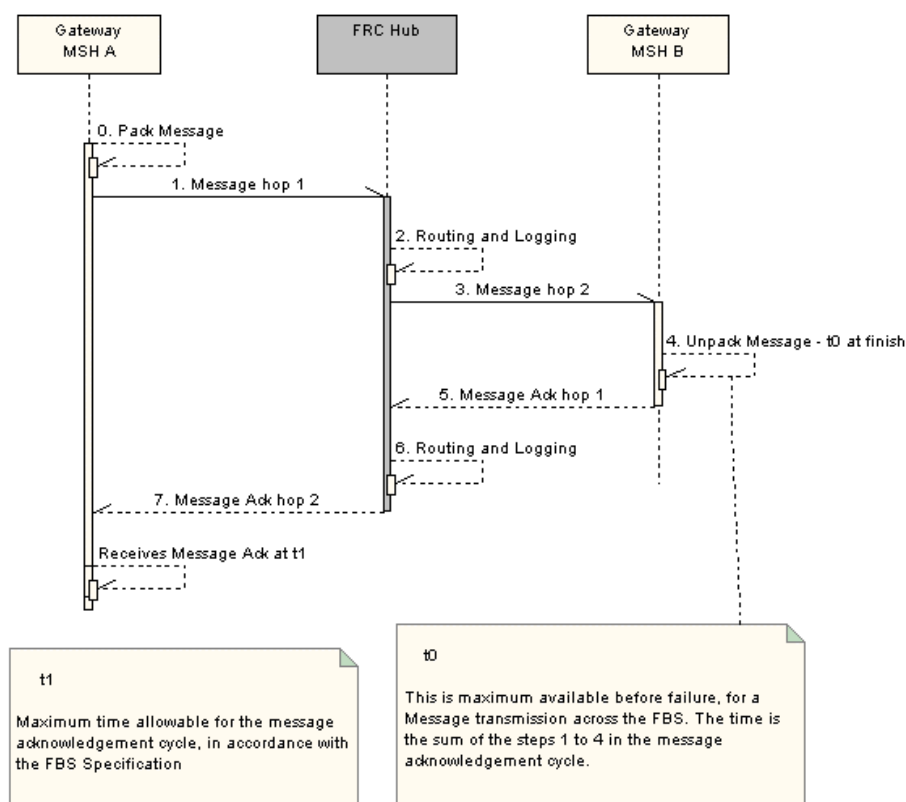 Gateway
MSH A
FRC Hub
Gateway
MSH B
0. Pack Message
1. Message hop 1
2. Routing and Logging
3. Message hop 2
4. Unpack Message - t0 at finish
5. Message Ack hop 1
6. Routing and Logging
7. Message Ack hop 2
Receives Message Ack at t1
t1
Maximum time allowable for the message
acknowledgement cycle, in accordance with
the FBS Specification
t0
This is maximum available before failure, for a
Message transmission across the FBS. The time is
the sum of the steps 1 to 4 in the message
acknowledgement cycle.